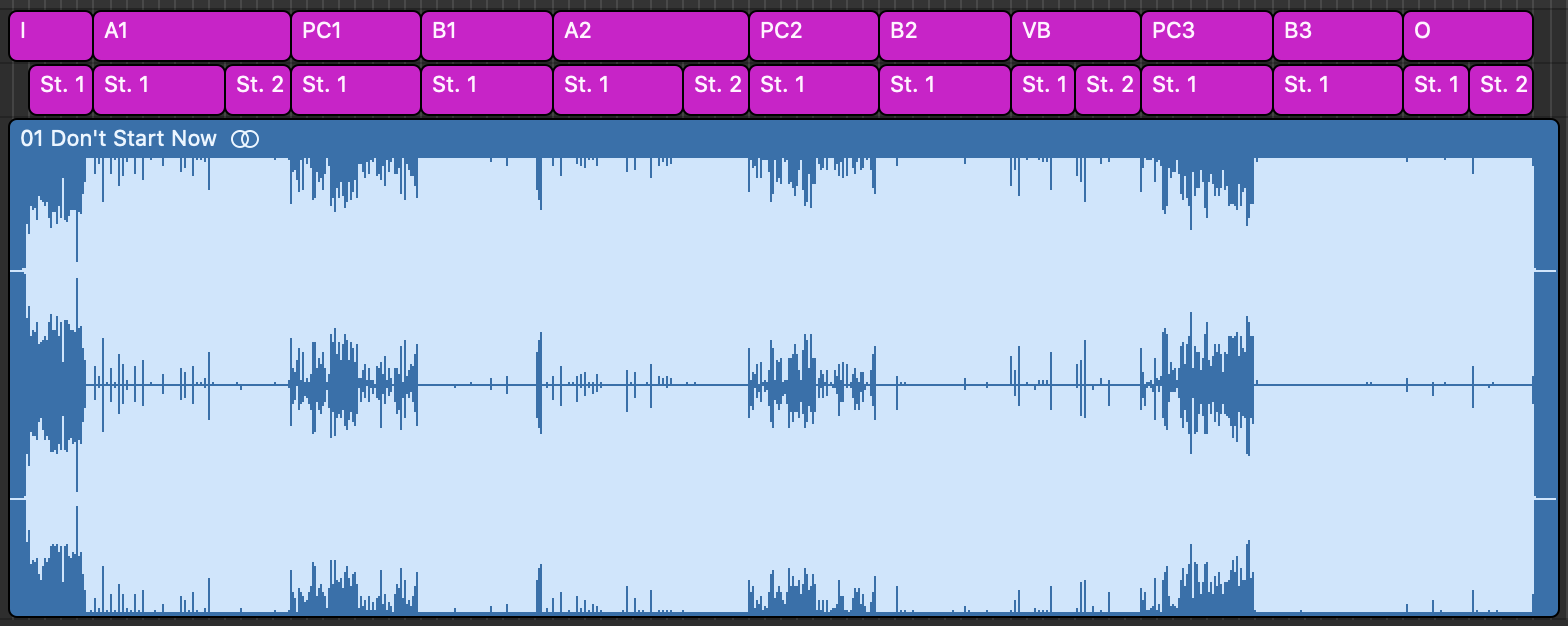 I A1 PC1 B1 A2 PC2 B2 VB PC3 B3 O
St. 1 St. 1 St. 2 St. 1 St. 1 St. 1 St. 2 St. 1 St. 1 St. 1 St. 2 St. 1 St. 1 St. 1 St. 2
01 Don't Start Now